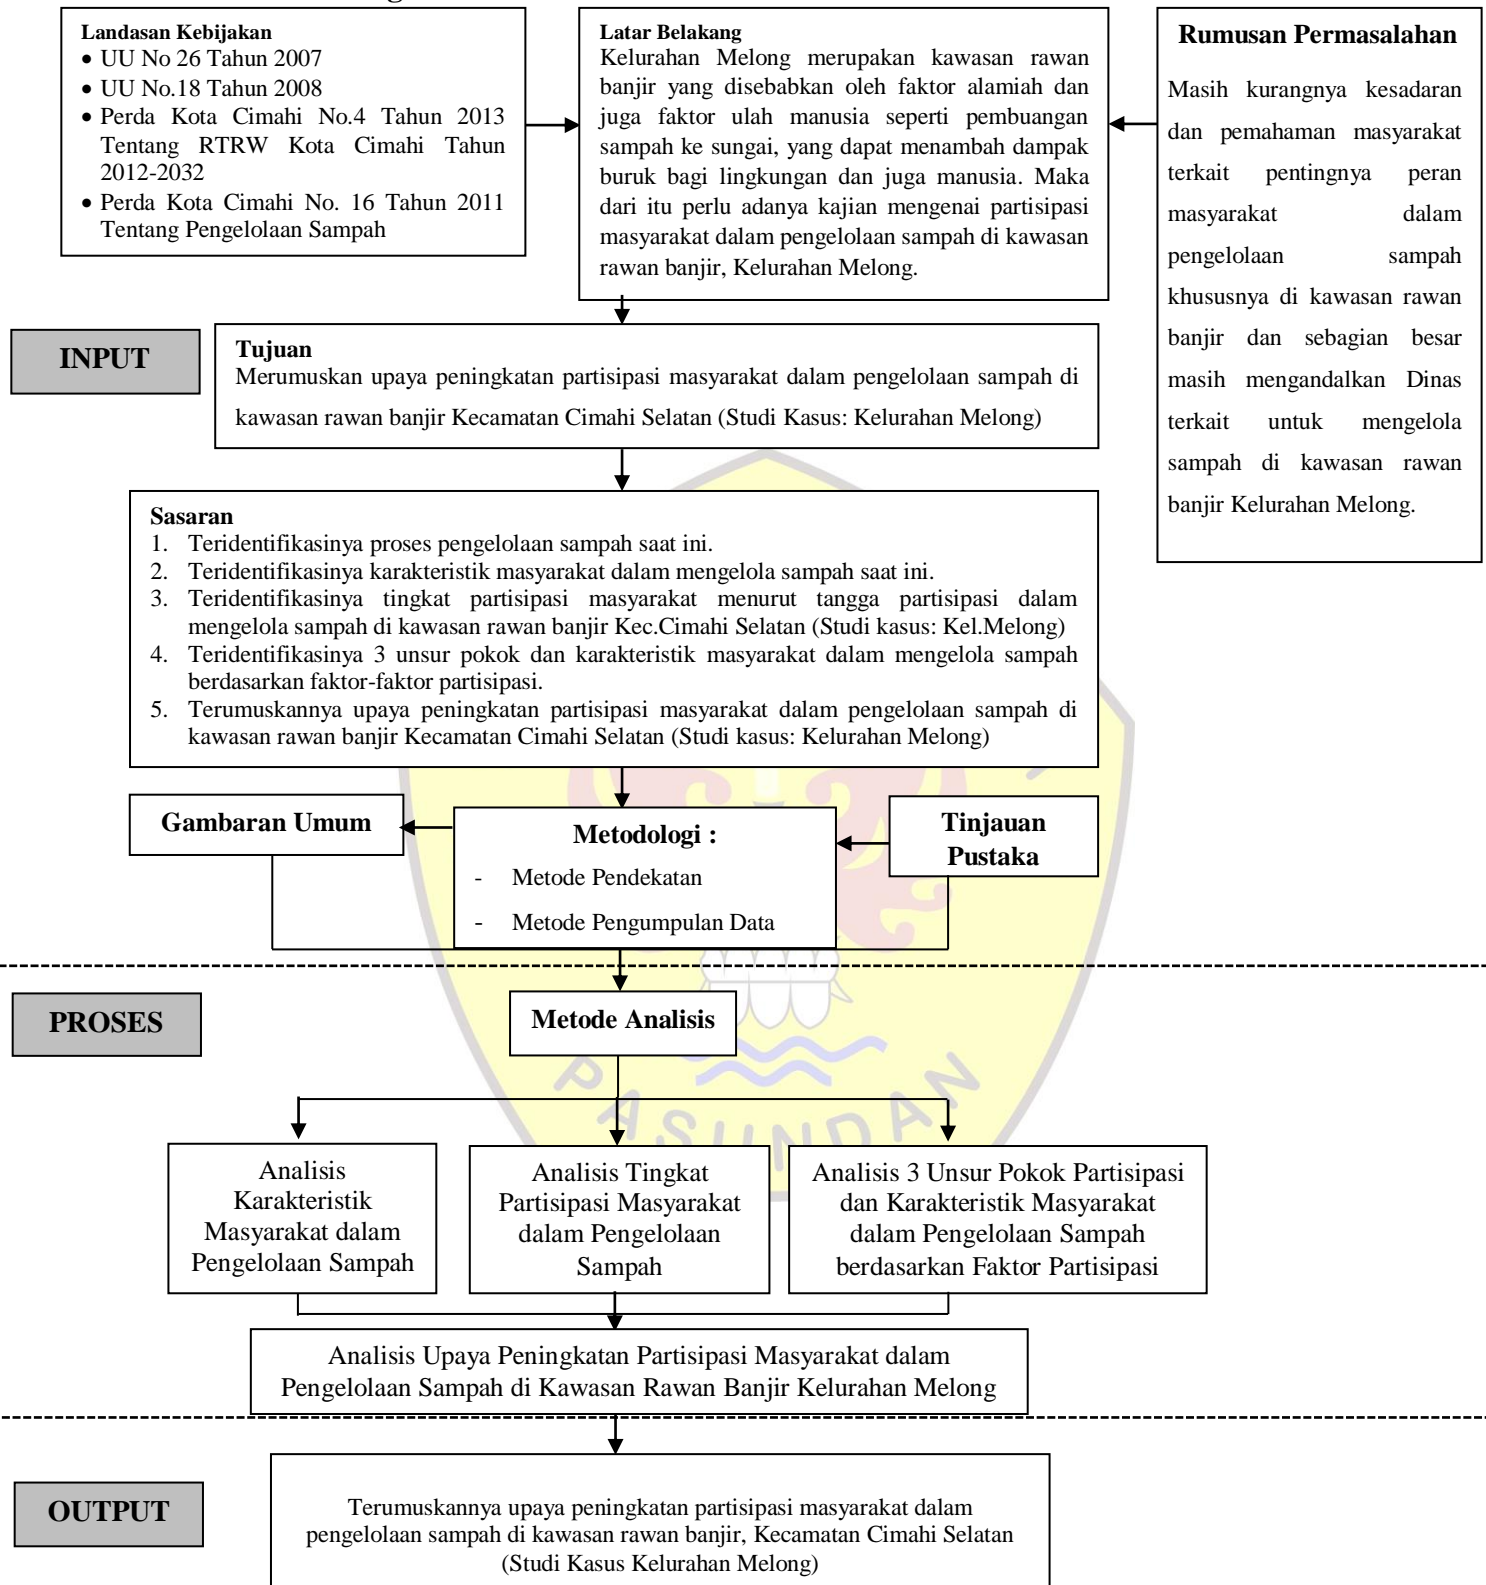 Landasan Kebijakan
• UU No 26 Tahun 2007
• UU No.18 Tahun 2008
• Perda Kota Cimahi No.4 Tahun 2013
Tentang RTRW Kota Cimahi Tahun
2012-2032
• Perda Kota Cimahi No. 16 Tahun 2011
Tentang Pengelolaan Sampah
Latar Belakang
Kelurahan Melong merupakan kawasan rawan
banjir yang disebabkan oleh faktor alamiah dan
juga faktor ulah manusia seperti pembuangan
sampah ke sungai, yang dapat menambah dampak
buruk bagi lingkungan dan juga manusia. Maka
dari itu perlu adanya kajian mengenai partisipasi
masyarakat dalam pengelolaan sampah di kawasan
rawan banjir, Kelurahan Melong.
Rumusan Permasalahan
Masih kurangnya kesadaran
dan pemahaman masyarakat
terkait pentingnya peran
masyarakat dalam
pengelolaan sampah
khususnya di kawasan rawan
banjir dan sebagian besar
masih mengandalkan Dinas
terkait untuk mengelola
sampah di kawasan rawan
banjir Kelurahan Melong.
INPUT
Tujuan
Merumuskan upaya peningkatan partisipasi masyarakat dalam pengelolaan sampah di
kawasan rawan banjir Kecamatan Cimahi Selatan (Studi Kasus: Kelurahan Melong)
Sasaran
1. Teridentifikasinya proses pengelolaan sampah saat ini.
2. Teridentifikasinya karakteristik masyarakat dalam mengelola sampah saat ini.
3. Teridentifikasinya tingkat partisipasi masyarakat menurut tangga partisipasi dalam
mengelola sampah di kawasan rawan banjir Kec.Cimahi Selatan (Studi kasus: Kel.Melong)
4. Teridentifikasinya 3 unsur pokok dan karakteristik masyarakat dalam mengelola sampah
berdasarkan faktor-faktor partisipasi.
5. Terumuskannya upaya peningkatan partisipasi masyarakat dalam pengelolaan sampah di
kawasan rawan banjir Kecamatan Cimahi Selatan (Studi kasus: Kelurahan Melong)
Gambaran Umum
Metodologi :
- Metode Pendekatan
- Metode Pengumpulan Data
Tinjauan
Pustaka
PROSES
Metode Analisis
PASUNDAN
Analisis
Karakteristik
Masyarakat dalam
Pengelolaan Sampah
Analisis Tingkat
Partisipasi Masyarakat
dalam Pengelolaan
Sampah
Analisis 3 Unsur Pokok Partisipasi
dan Karakteristik Masyarakat
dalam Pengelolaan Sampah
berdasarkan Faktor Partisipasi
Analisis Upaya Peningkatan Partisipasi Masyarakat dalam
Pengelolaan Sampah di Kawasan Rawan Banjir Kelurahan Melong
OUTPUT
Terumuskannya upaya peningkatan partisipasi masyarakat dalam
pengelolaan sampah di kawasan rawan banjir, Kecamatan Cimahi Selatan
(Studi Kasus Kelurahan Melong)